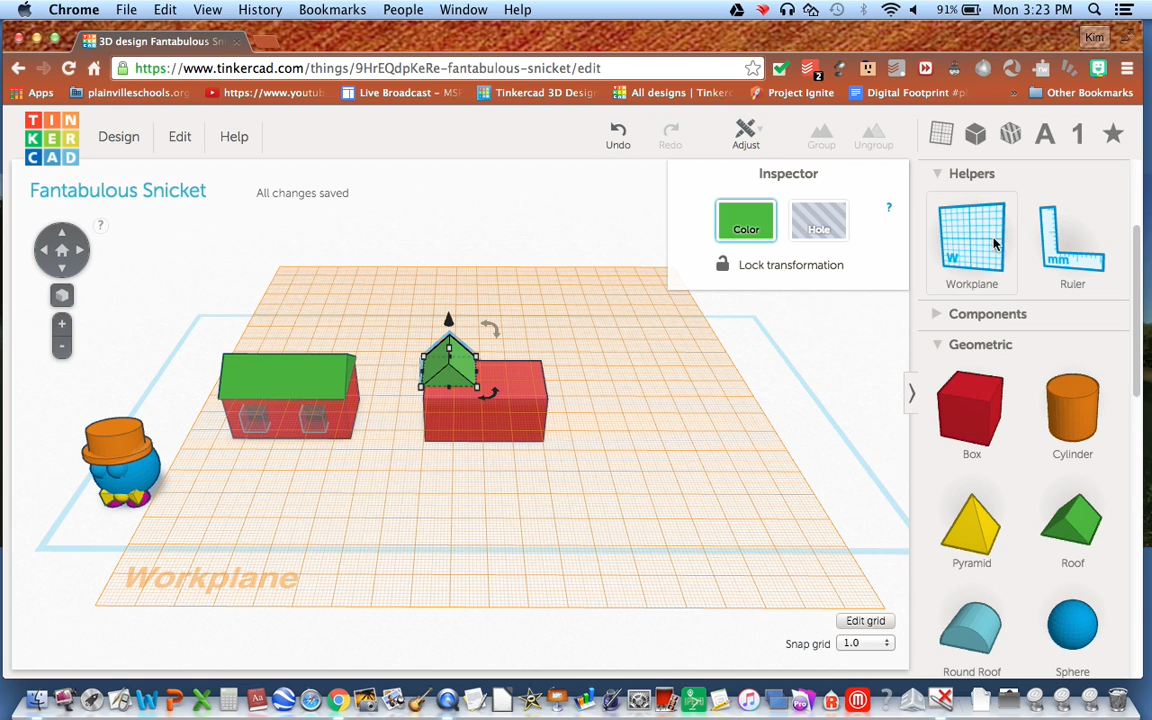 Chrome File Edit View History Bookmarks People Window Help 91% Mon 3:23 PM
3D design Fantabulous Sn Kim
https://www.tinkercad.com/things/9HrEQdpKeRe-fantabulous-snicket/edit 2
Apps plainvilleschools.org https://www.youtub Live Broadcast - MSP Tinkercad 3D Desig All designs | Tinker Project Ignite Digital Footprint #pl » Other Bookmarks
TIN
KER
CAD
Design Edit Help Undo Redo Adjust Group Ungroup A 1
Fantabulous Snicket All changes saved
Inspector
Color Hole ?
Lock transformation
?
+
-
Workplane
Edit grid
Snap grid 1.0
Helpers
W mm
Workplane Ruler
Components
Geometric
Box Cylinder
Pyramid Roof
Round Roof Sphere